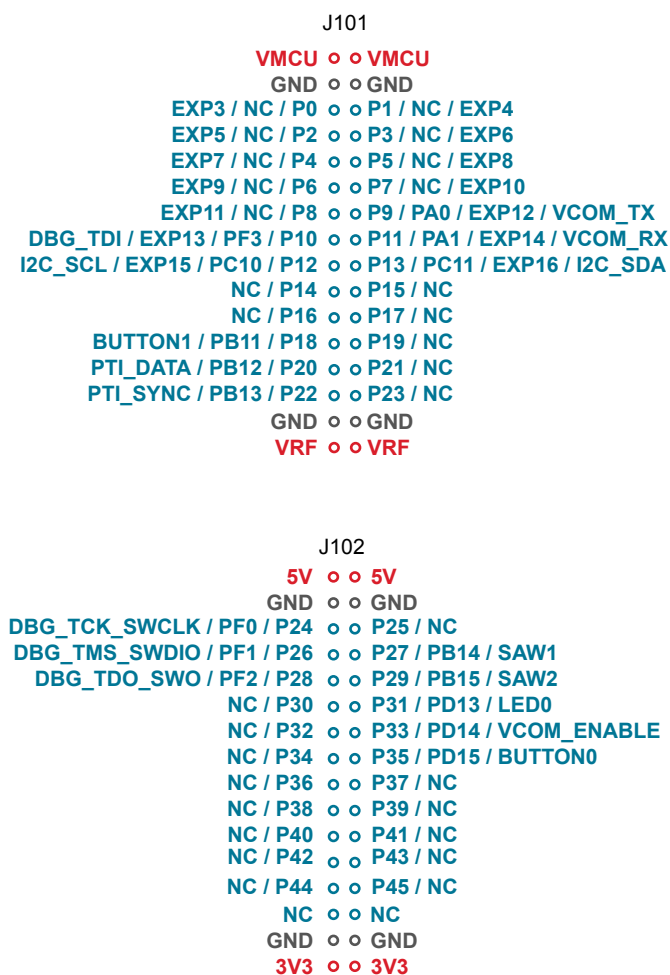 J101
VMCU VMCU
GND GND
EXP3 / NC / P0 P1 / NC / EXP4
EXP5 / NC / P2 P3 / NC / EXP6
EXP7 / NC / P4 P5 / NC / EXP8
EXP9 / NC / P6 P7 / NC / EXP10
EXP11 / NC / P8 P9 / PA0 / EXP12 / VCOM_TX
DBG_TDI / EXP13 / PF3 / P10 P11 / PA1 / EXP14 / VCOM_RX
I2C_SCL / EXP15 / PC10 / P12 P13 / PC11 / EXP16 / I2C_SDA
NC / P14 P15 / NC
NC / P16 P17 / NC
BUTTON1 / PB11 / P18 P19 / NC
PTI_DATA / PB12 / P20 P21 / NC
PTI_SYNC / PB13 / P22 P23 / NC
GND GND
VRF VRF
J102
5V 5V
GND GND
DBG_TCK_SWCLK / PF0 / P24 P25 / NC
DBG_TMS_SWDIO / PF1 / P26 P27 / PB14 / SAW1
DBG_TDO_SWO / PF2 / P28 P29 / PB15 / SAW2
NC / P30 P31 / PD13 / LED0
NC / P32 P33 / PD14 / VCOM_ENABLE
NC / P34 P35 / PD15 / BUTTON0
NC / P36 P37 / NC
NC / P38 P39 / NC
NC / P40 P41 / NC
NC / P42 P43 / NC
NC / P44 P45 / NC
NC NC
GND GND
3V3 3V3